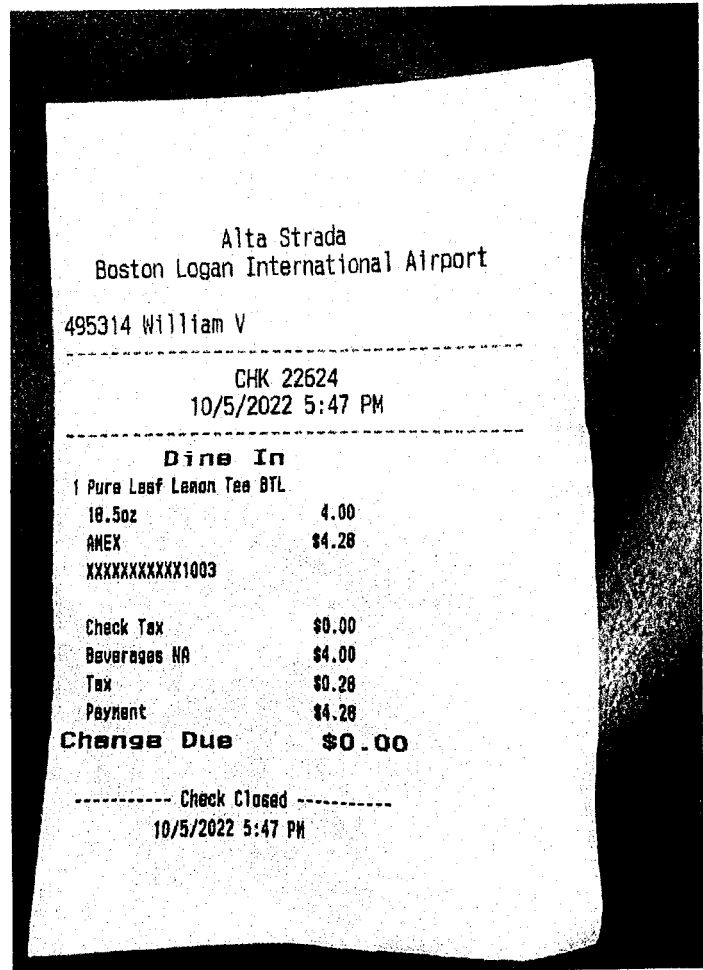 Alta Strada
Boston Logan International Airport
495314 William V
CHK 22624
10/5/2022 5:47 PM
Dine In
1 Pure Leaf Lemon Tea BTL
18.5oz 4.00
AMEX $4.28
XXXXXXXXXXX1003
Check Tax $0.00
Beverages NA $4.00
Tax $0.28
Payment $4.28
Change Due $0.00
----------- Check Closed -----------
10/5/2022 5:47 PM